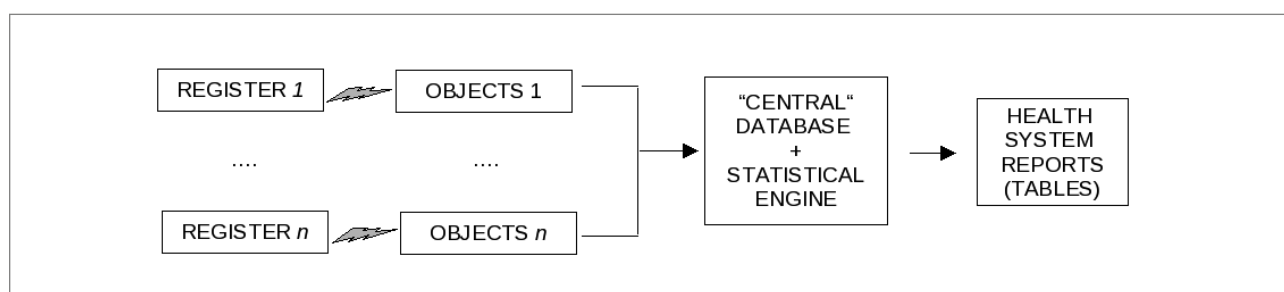 REGISTER 1
OBJECTS 1
....
....
REGISTER n
OBJECTS n
“CENTRAL“
DATABASE
+
STATISTICAL
ENGINE
HEALTH
SYSTEM
REPORTS
(TABLES)